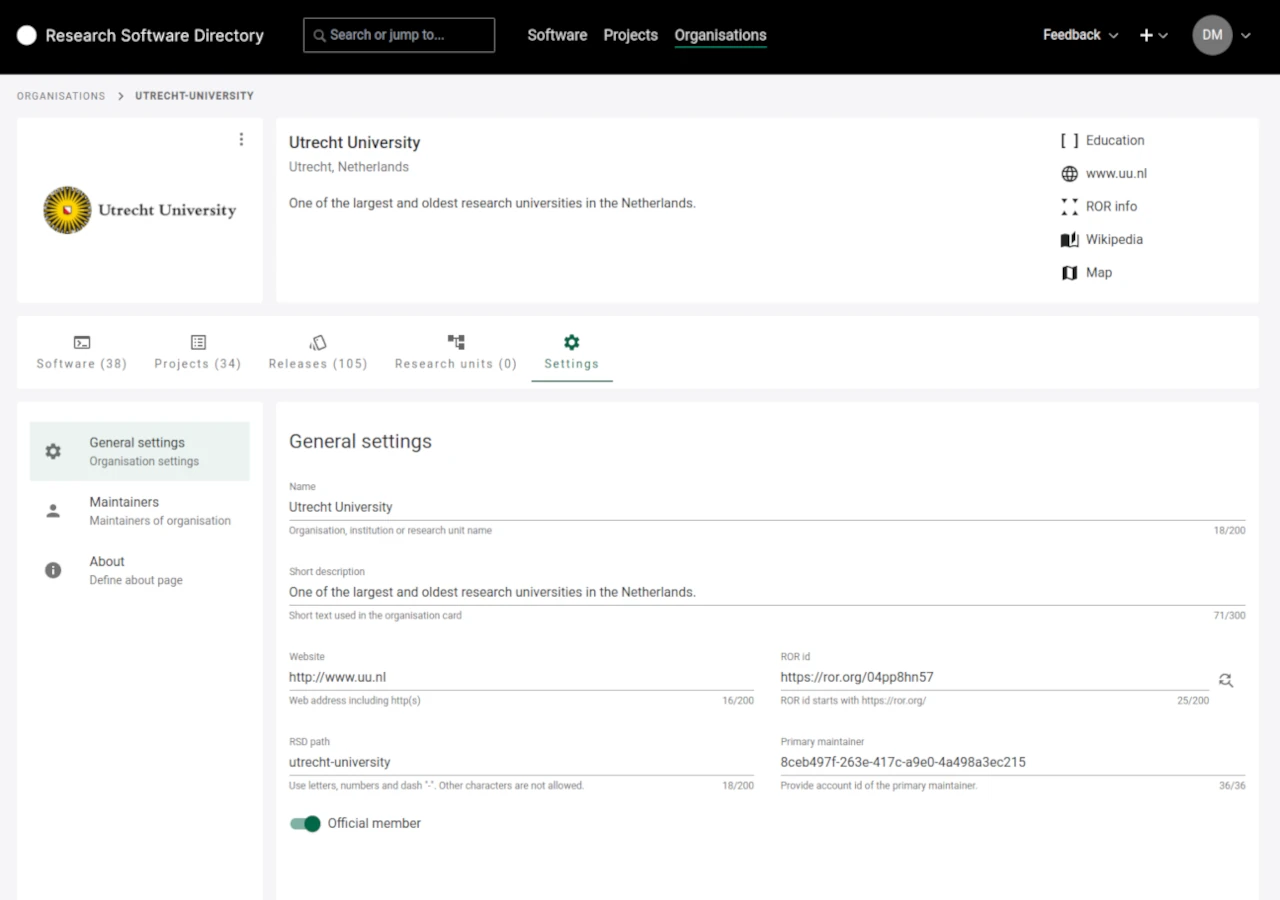 Research Software Directory
Search or jump to...
Software
Projects
Organisations
Feedback
DM
ORGANISATIONS > UTRECHT-UNIVERSITY
Utrecht University
Utrecht University
Utrecht, Netherlands
One of the largest and oldest research universities in the Netherlands.
Education
www.uu.nl
ROR info
Wikipedia
Map
Software (38)
Projects (34)
Releases (105)
Research units (0)
Settings
General settings
Organisation settings
Maintainers
Maintainers of organisation
About
Define about page
General settings
Name
Utrecht University
Organisation, institution or research unit name
18/200
Short description
One of the largest and oldest research universities in the Netherlands.
Short text used in the organisation card
71/300
Website
http://www.uu.nl
Web address including http(s)
16/200
ROR id
https://ror.org/04pp8hn57
ROR id starts with https://ror.org/
25/200
RSD path
utrecht-university
Use letters, numbers and dash "-". Other characters are not allowed.
18/200
Primary maintainer
8ceb497f-263e-417c-a9e0-4a498a3ec215
Provide account id of the primary maintainer.
36/36
Official member